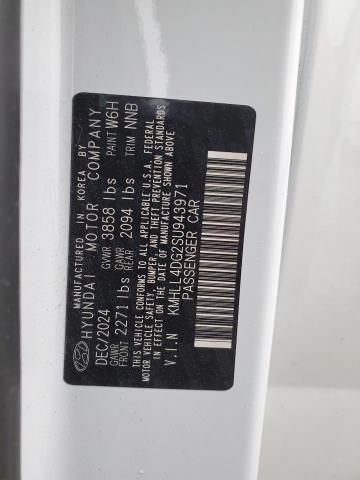 MANUFACTURED IN KOREA BY
HYUNDAI MOTOR COMPANY
DEC/2024 GVWR 3858 lbs PAINT W6H
GAWR FRONT 2271 lbs GAWR REAR 2094 lbs TRIM NNB
THIS VEHICLE CONFORMS TO ALL APPLICABLE U.S.A. FEDERAL
MOTOR VEHICLE SAFETY, BUMPER, AND THEFT PREVENTION STANDARDS
IN EFFECT ON THE DATE OF MANUFACTURE SHOWN ABOVE.
V.I.N KMHLL4DG2SU943971
PASSENGER CAR